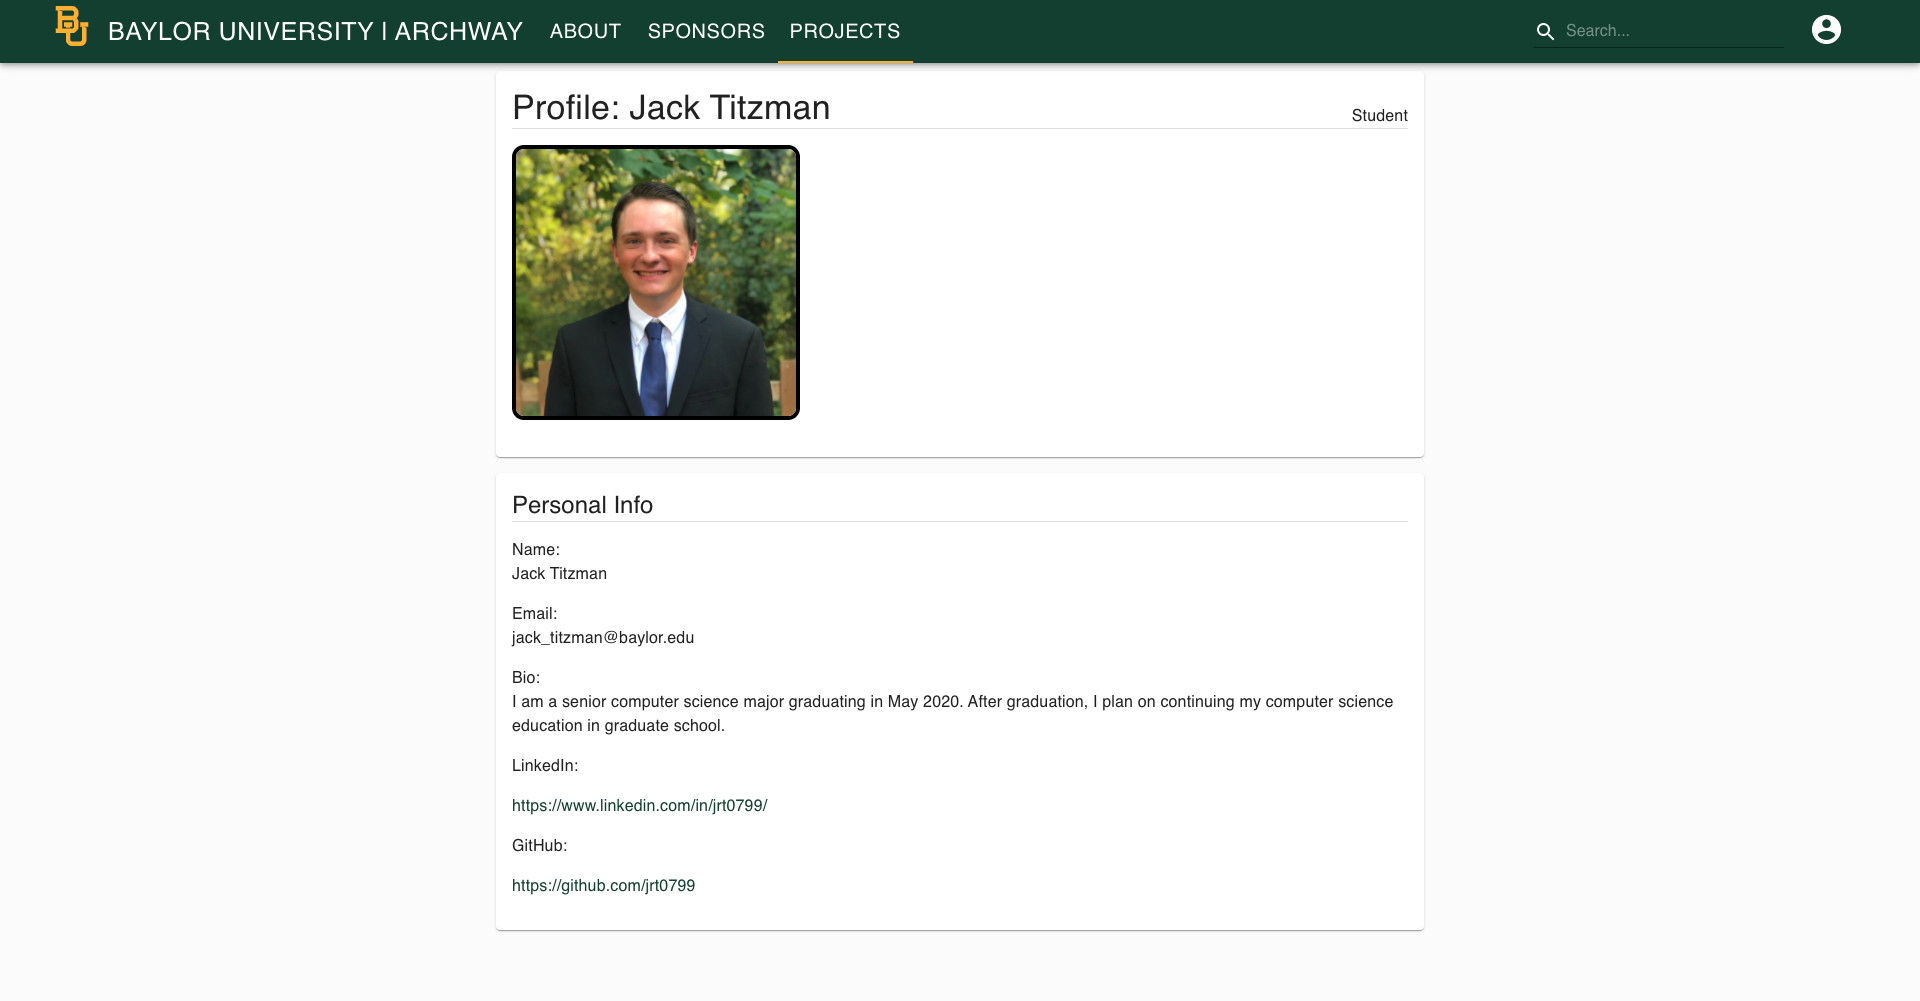 BU
BAYLOR UNIVERSITY | ARCHWAY ABOUT SPONSORS PROJECTS Search...
Profile: Jack Titzman
Student
Personal Info
Name:
Jack Titzman
Email:
jack_titzman@baylor.edu
Bio:
I am a senior computer science major graduating in May 2020. After graduation, I plan on continuing my computer science
education in graduate school.
LinkedIn:
https://www.linkedin.com/in/jrt0799/
GitHub:
https://github.com/jrt0799